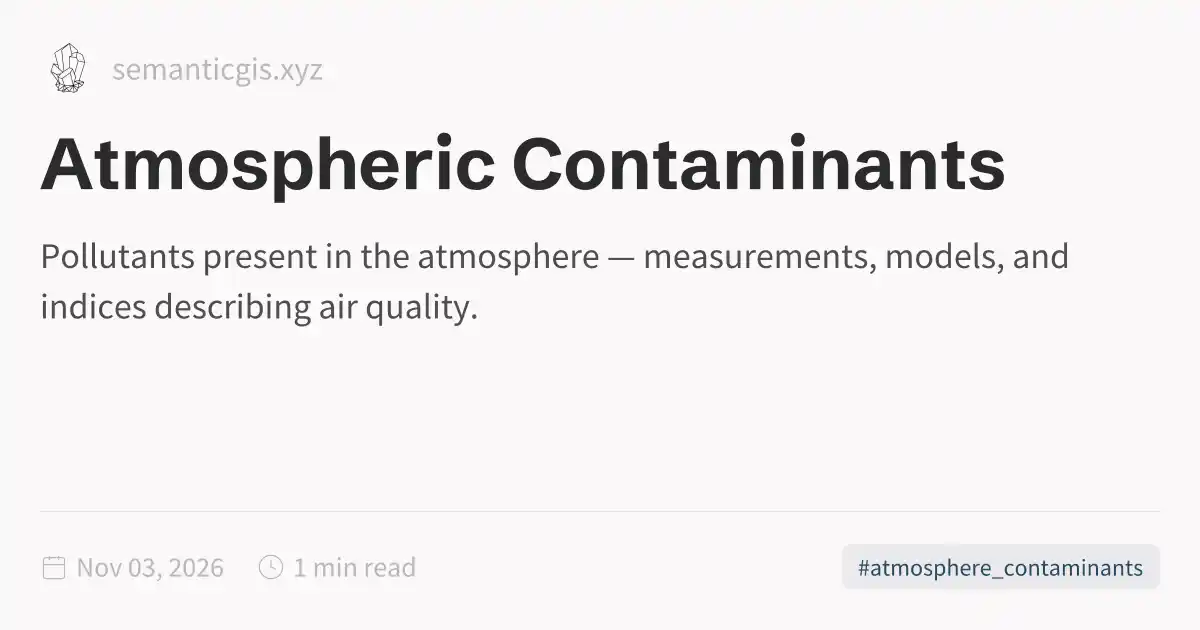 semanticgis.xyz
Atmospheric Contaminants
Pollutants present in the atmosphere — measurements, models, and
indices describing air quality.
Nov 03, 2026 1 min read #atmosphere_contaminants